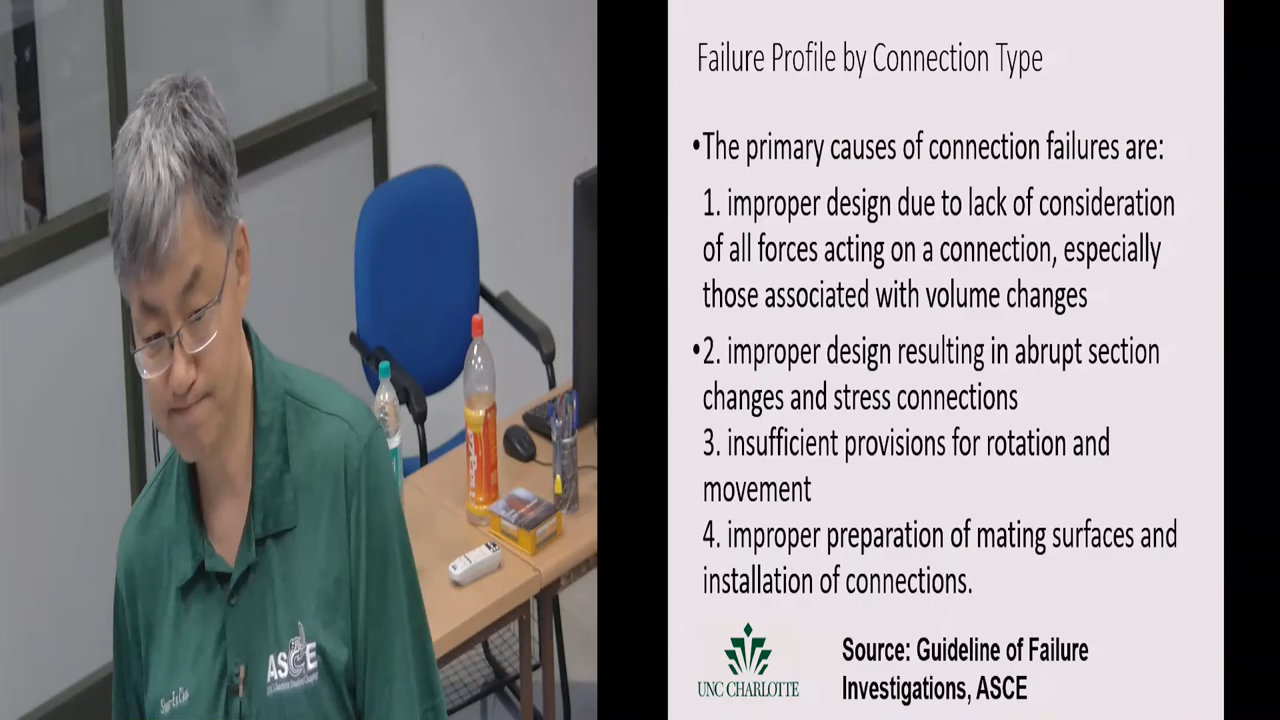 Failure Profile by Connection Type
•The primary causes of connection failures are:
1. improper design due to lack of consideration
of all forces acting on a connection, especially
those associated with volume changes
•2. improper design resulting in abrupt section
changes and stress connections
3. insufficient provisions for rotation and
movement
4. improper preparation of mating surfaces and
installation of connections.
UNC CHARLOTTE
Source: Guideline of Failure
Investigations, ASCE
ASCE